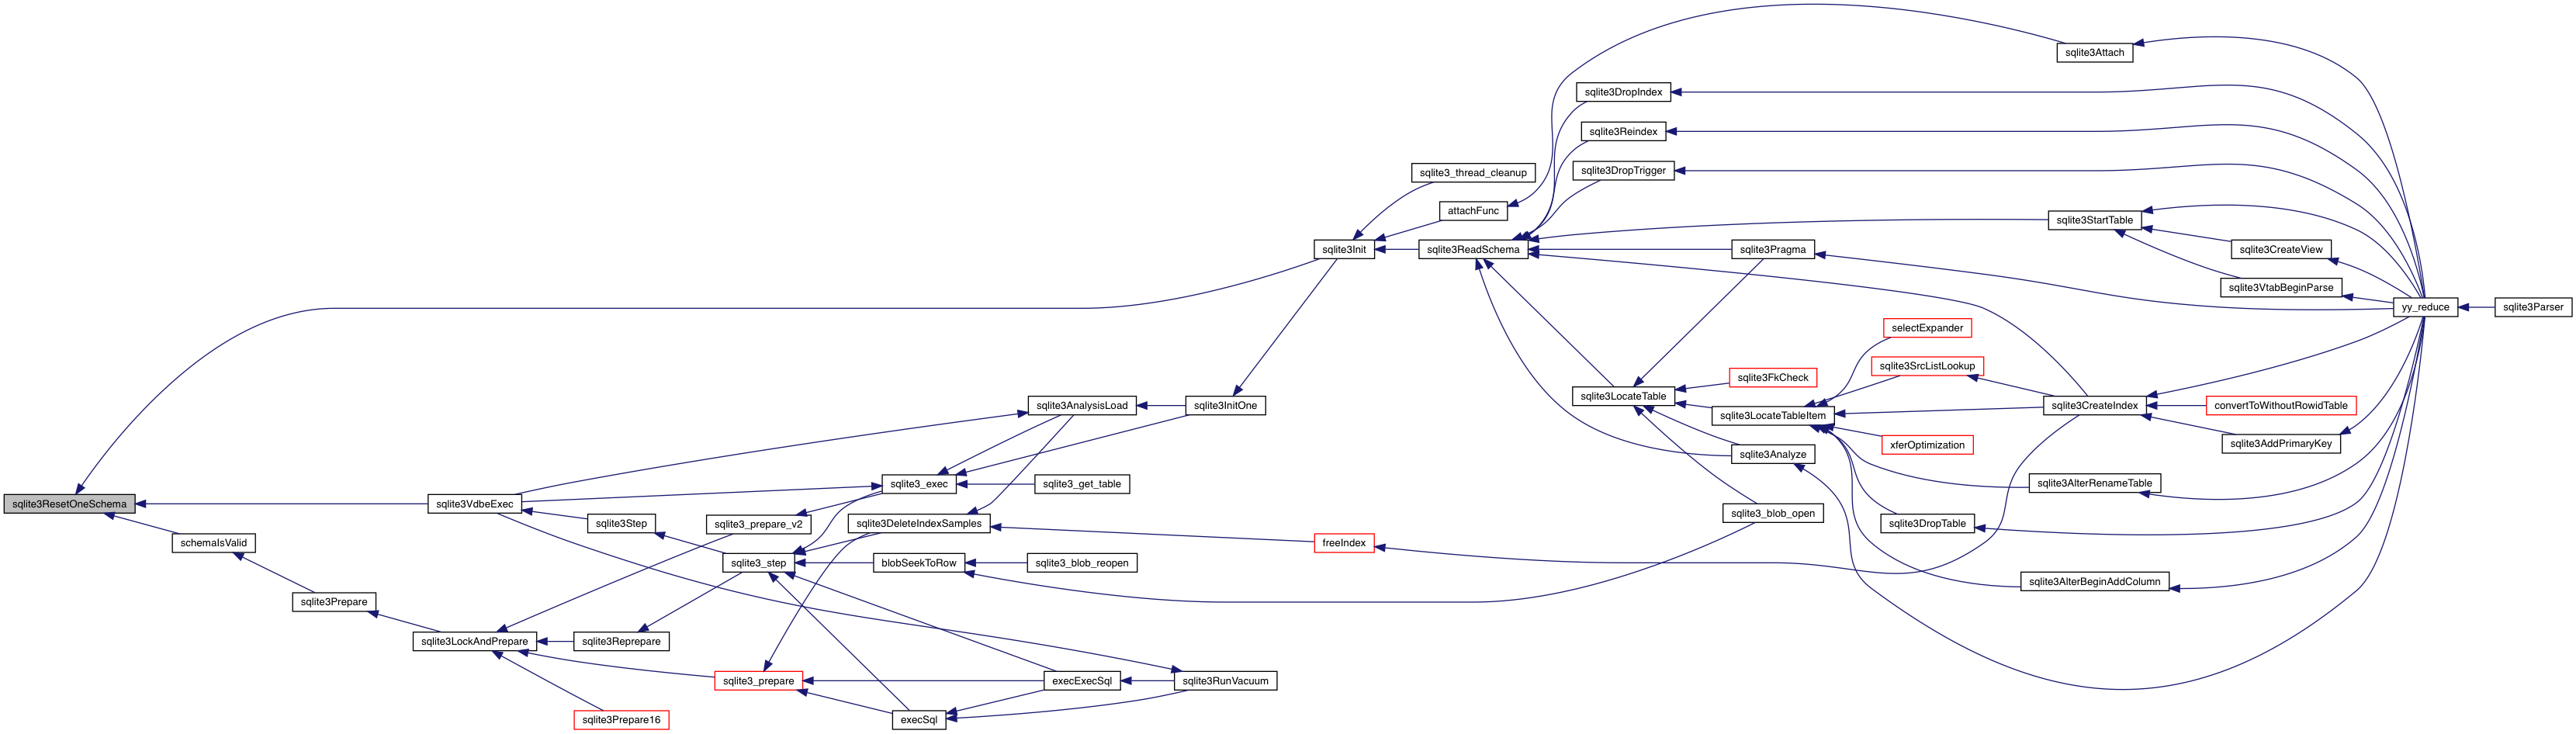 sqlite3ResetOneSchema
schemaIsValid
sqlite3Prepare
sqlite3VdbeExec
sqlite3LockAndPrepare
sqlite3Step
sqlite3Reprepare
sqlite3Prepare16
sqlite3_prepare_v2
sqlite3_step
sqlite3_prepare
sqlite3_exec
sqlite3DeleteIndexSamples
blobSeekToRow
execSql
sqlite3AnalysisLoad
sqlite3_get_table
sqlite3_blob_reopen
execExecSql
sqlite3InitOne
sqlite3RunVacuum
sqlite3Init
freeIndex
sqlite3_thread_cleanup
attachFunc
sqlite3ReadSchema
sqlite3DropIndex
sqlite3Reindex
sqlite3DropTrigger
sqlite3LocateTable
sqlite3Pragma
sqlite3FkCheck
sqlite3LocateTableItem
sqlite3Analyze
sqlite3_blob_open
selectExpander
sqlite3SrcListLookup
xferOptimization
sqlite3DropTable
sqlite3Attach
sqlite3StartTable
sqlite3CreateIndex
sqlite3AlterRenameTable
sqlite3AlterBeginAddColumn
sqlite3CreateView
sqlite3VtabBeginParse
convertToWithoutRowidTable
sqlite3AddPrimaryKey
yy_reduce
sqlite3Parser